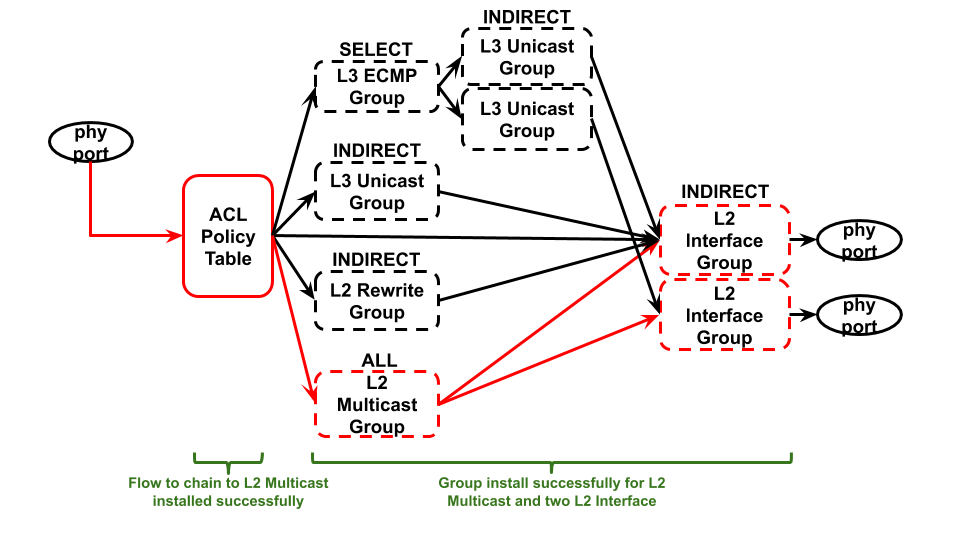 INDIRECT
L3 Unicast
Group
SELECT
L3 ECMP
Group
L3 Unicast
Group
phy
port
INDIRECT
L3 Unicast
Group
ACL
Policy
Table
INDIRECT
L2
Interface
Group
phy
port
INDIRECT
L2 Rewrite
Group
L2
Interface
Group
phy
port
ALL
L2
Multicast
Group
Flow to chain to L2 Multicast
installed successfully
Group install successfully for L2
Multicast and two L2 Interface